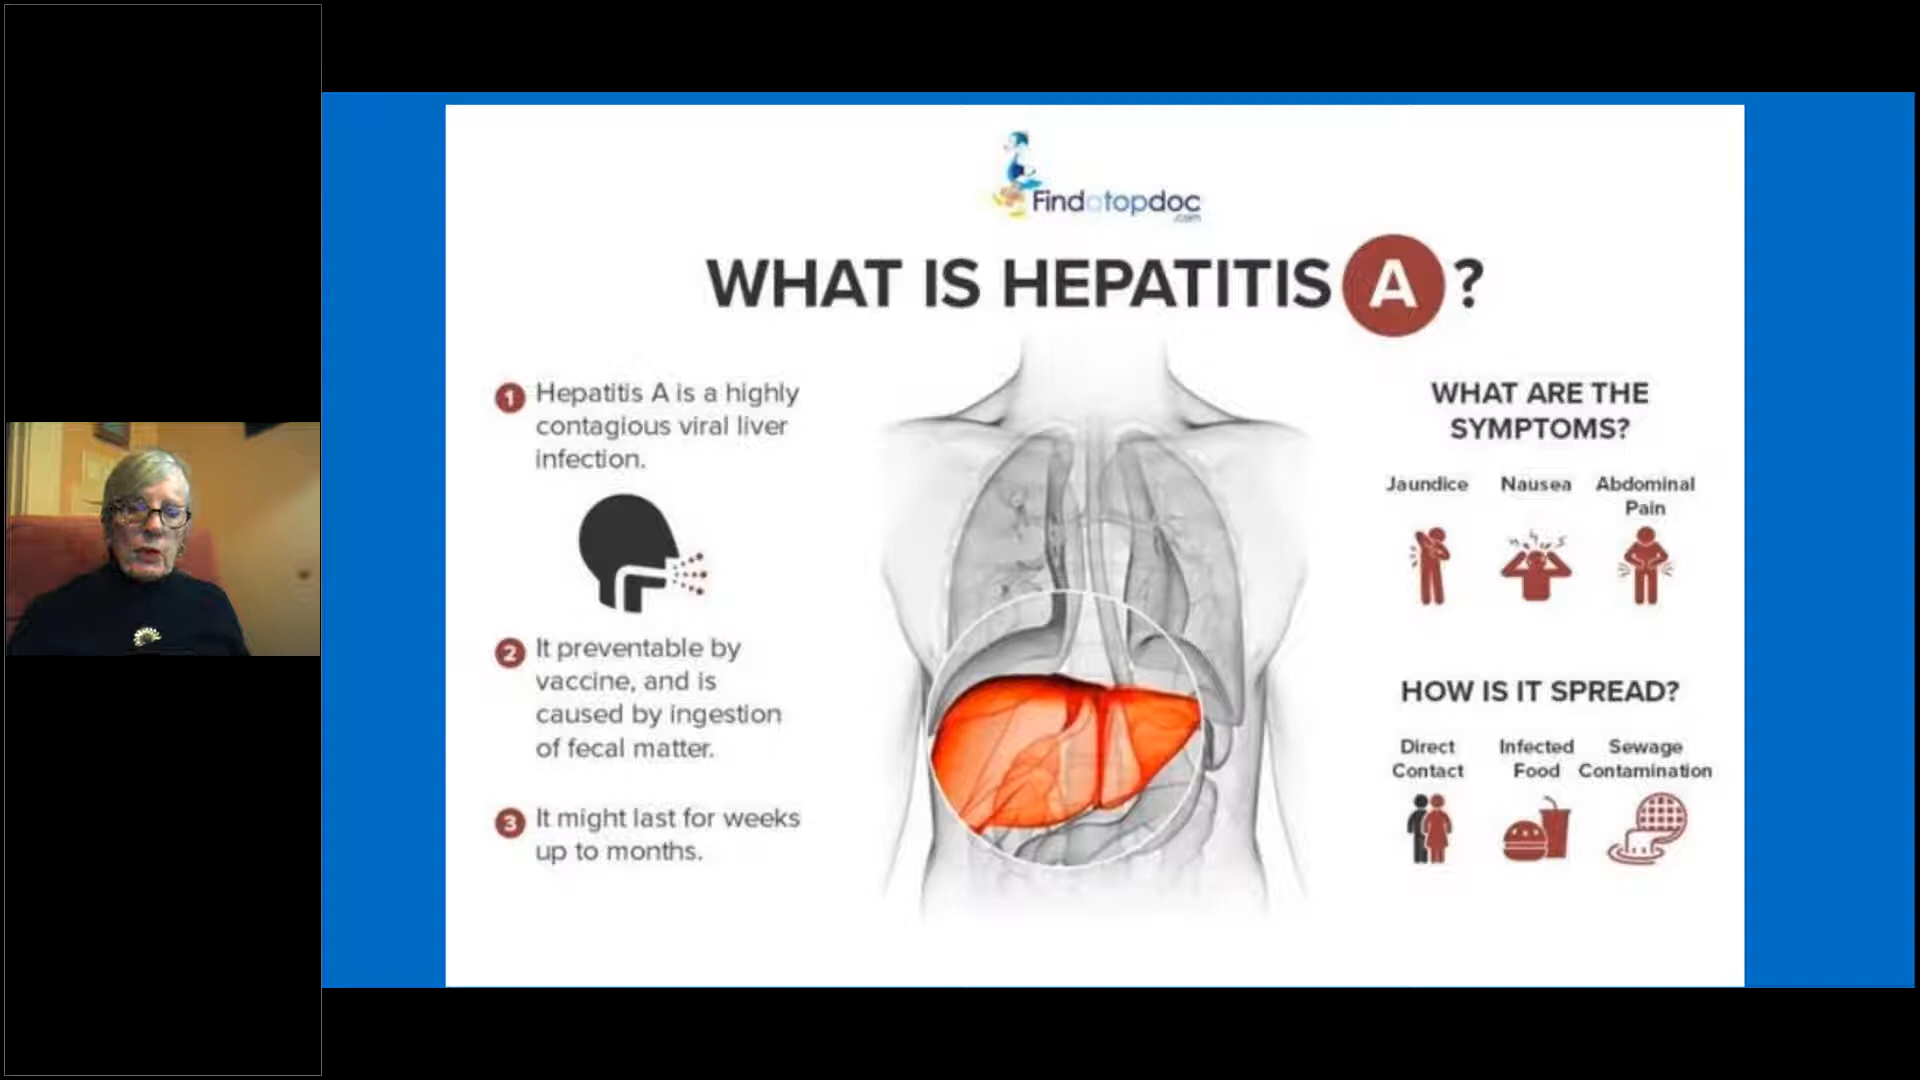 Findatopdoc
.com
WHAT IS HEPATITIS A ?
1 Hepatitis A is a highly
contagious viral liver
infection.
2 It preventable by
vaccine, and is
caused by ingestion
of fecal matter.
3 It might last for weeks
up to months.
WHAT ARE THE
SYMPTOMS?
Jaundice
Nausea
Abdominal
Pain
HOW IS IT SPREAD?
Direct
Contact
Infected
Food
Sewage
Contamination